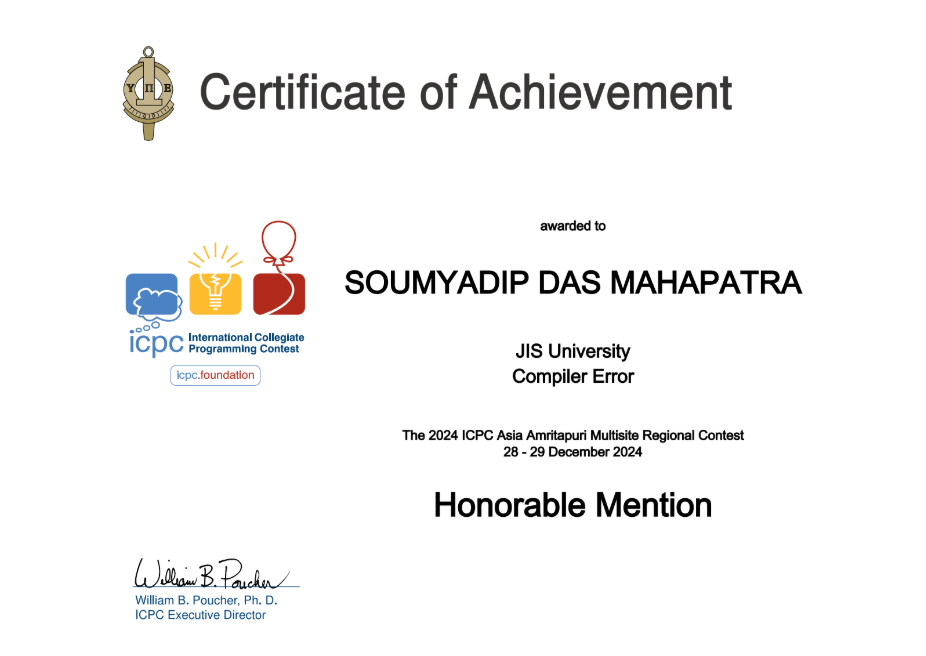 Certificate of Achievement
Υ Π Ε
awarded to
SOUMYADIP DAS MAHAPATRA
icpc International Collegiate
Programming Contest
icpc.foundation
JIS University
Compiler Error
The 2024 ICPC Asia Amritapuri Multisite Regional Contest
28 - 29 December 2024
Honorable Mention
William B. Poucher
William B. Poucher, Ph. D.
ICPC Executive Director